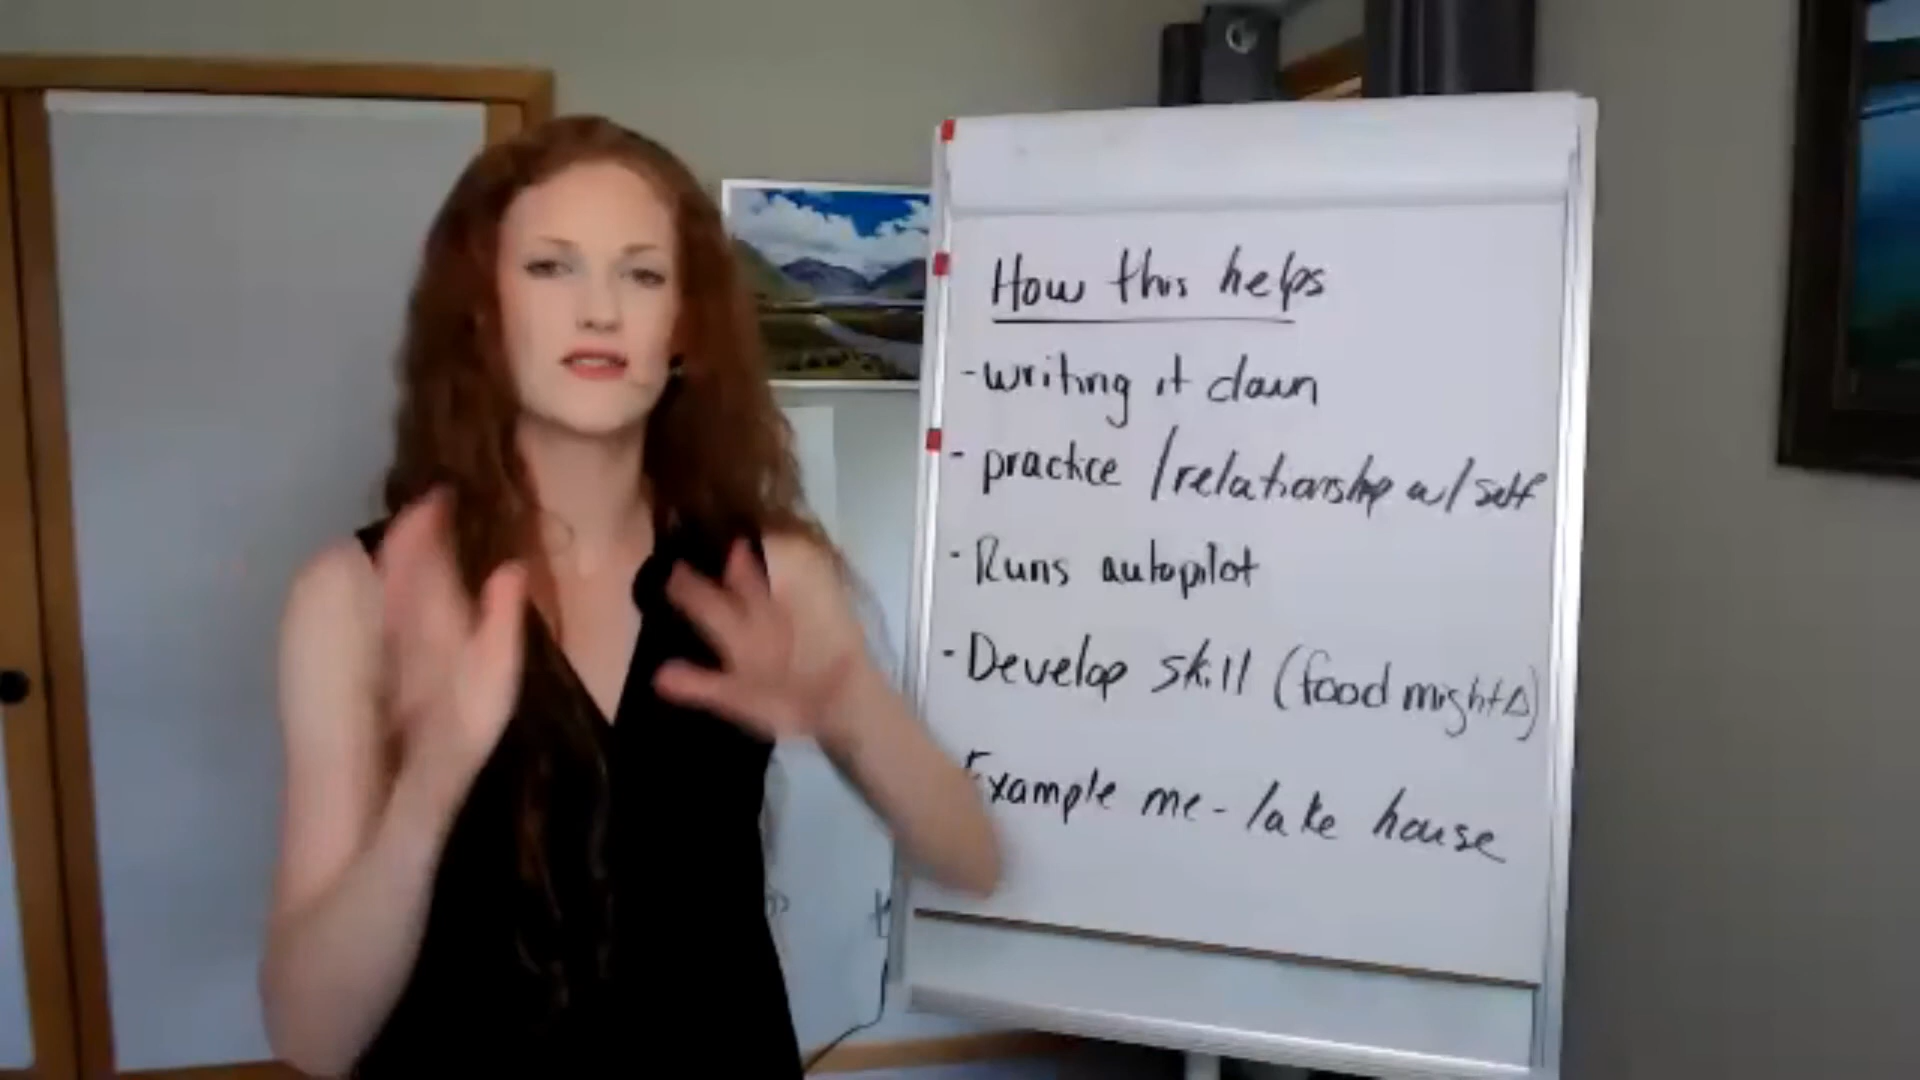 How this helps
- writing it down
- practice / relationship w/ self
- Runs autopilot
- Develop skill (food might Δ)
Example me - lake house